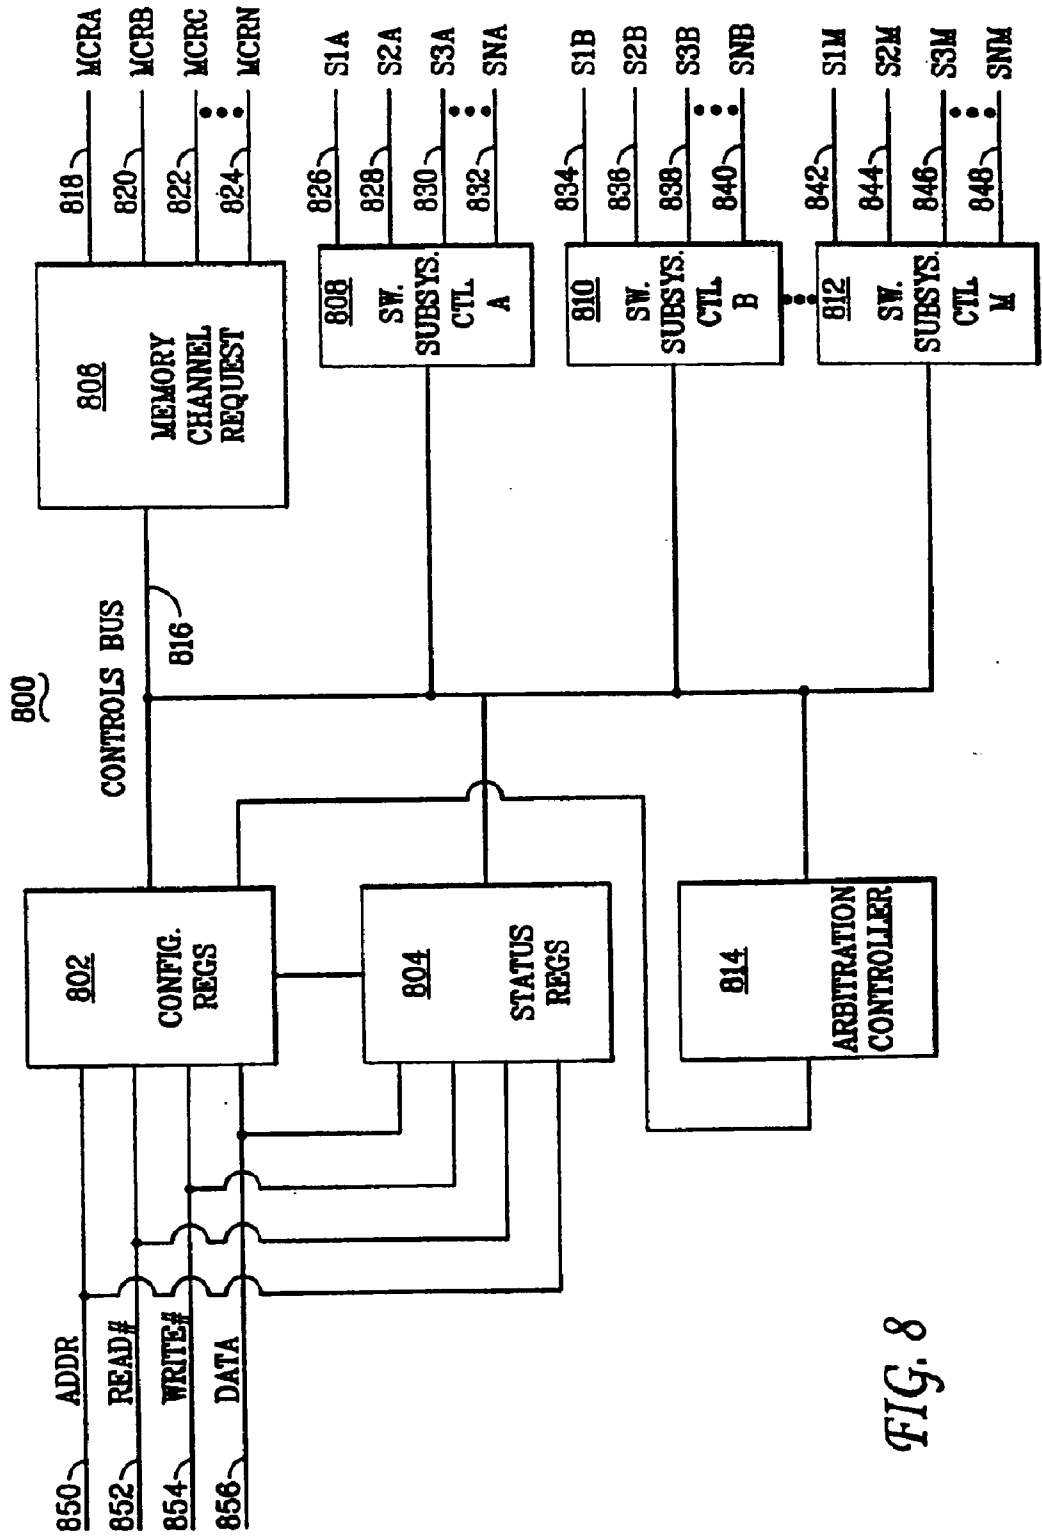 800
CONTROLS BUS
816
850
ADDR
852
READ#
854
WRITE#
856
DATA
802
CONFIG.
REGS
804
STATUS
REGS
814
ARBITRATION
CONTROLLER
806
MEMORY
CHANNEL
REQUEST
818
MCRA
820
MCRB
822
MCRC
824
MCRN
808
SW.
SUBSYS.
CTL
A
826
S1A
828
S2A
830
S3A
832
SNA
810
SW.
SUBSYS.
CTL
B
834
S1B
836
S2B
838
S3B
840
SNB
812
SW.
SUBSYS.
CTL
M
842
S1M
844
S2M
846
S3M
848
SNM
FIG. 8